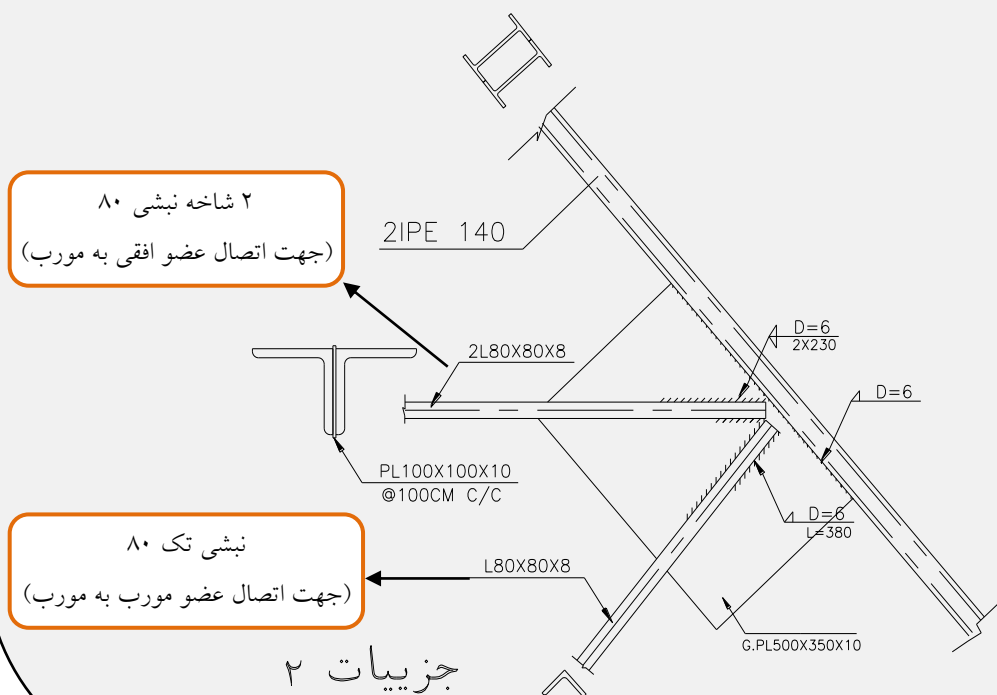 ۲ شاخه نبشی ۸۰
(جهت اتصال عضو افقی به مورب)
2IPE 140
D=6
2X230
2L80X80X8
D=6
PL100X100X10
@100CM C/C
D=6
L=380
نبشی تک ۸۰
(جهت اتصال عضو مورب به مورب)
L80X80X8
G.PL500X350X10
جزییات ۲